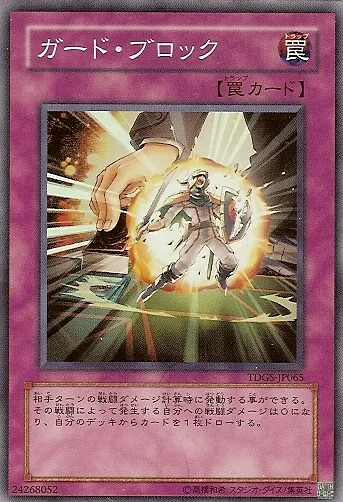 ガード・ブロック
トラップ
罠
トラップ
【罠カード】
TDGS-JP065
相手ターンの戦闘ダメージ計算時に発動する事ができる。
その戦闘によって発生する自分への戦闘ダメージは0にな
り、自分のデッキからカードを1枚ドローする。
24268052
©高橋和希 スタジオ・ダイス/集英社